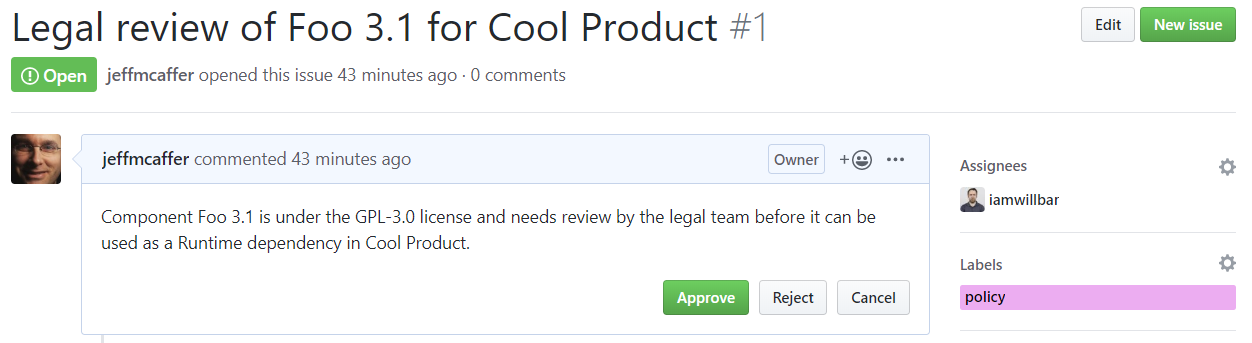 Legal review of Foo 3.1 for Cool Product #1
Edit
New issue
Open
jeffmcaffer opened this issue 43 minutes ago · 0 comments
jeffmcaffer commented 43 minutes ago
Owner
Component Foo 3.1 is under the GPL-3.0 license and needs review by the legal team before it can be
used as a Runtime dependency in Cool Product.
Approve
Reject
Cancel
Assignees
iamwillbar
Labels
policy